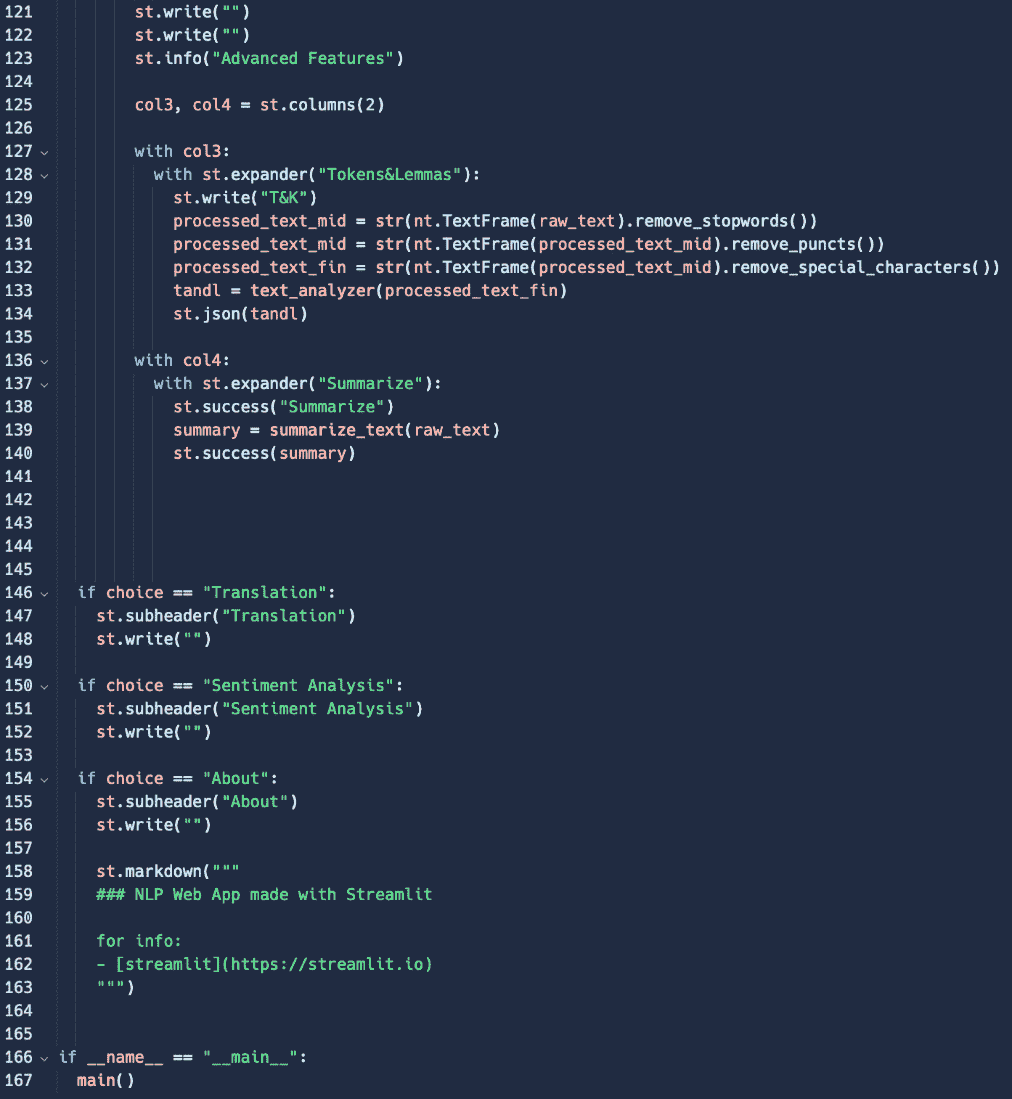 121 st.write("")
122 st.write("")
123 st.info("Advanced Features")
124
125 col3, col4 = st.columns(2)
126
127 with col3:
128 with st.expander("Tokens&Lemmas"):
129 st.write("T&K")
130 processed_text_mid = str(nt.TextFrame(raw_text).remove_stopwords())
131 processed_text_mid = str(nt.TextFrame(processed_text_mid).remove_puncts())
132 processed_text_fin = str(nt.TextFrame(processed_text_mid).remove_special_characters())
133 tandl = text_analyzer(processed_text_fin)
134 st.json(tandl)
135
136 with col4:
137 with st.expander("Summarize"):
138 st.success("Summarize")
139 summary = summarize_text(raw_text)
140 st.success(summary)
141
142
143
144
145
146 if choice == "Translation":
147 st.subheader("Translation")
148 st.write("")
149
150 if choice == "Sentiment Analysis":
151 st.subheader("Sentiment Analysis")
152 st.write("")
153
154 if choice == "About":
155 st.subheader("About")
156 st.write("")
157
158 st.markdown("""
159 ### NLP Web App made with Streamlit
160
161 for info:
162 - [streamlit](https://streamlit.io)
163 """)
164
165
166 if __name__ == "__main__":
167 main()